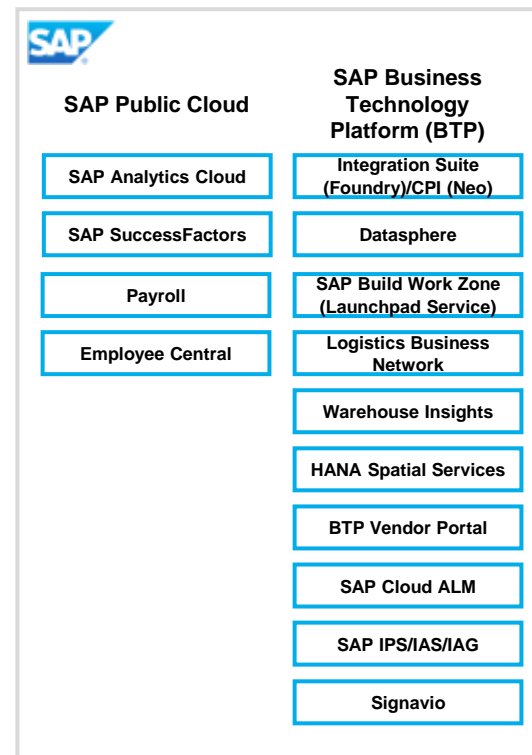 SAP
SAP Public Cloud
SAP Analytics Cloud
SAP SuccessFactors
Payroll
Employee Central
SAP Business
Technology
Platform (BTP)
Integration Suite
(Foundry)/CPI (Neo)
Datasphere
SAP Build Work Zone
(Launchpad Service)
Logistics Business
Network
Warehouse Insights
HANA Spatial Services
BTP Vendor Portal
SAP Cloud ALM
SAP IPS/IAS/IAG
Signavio